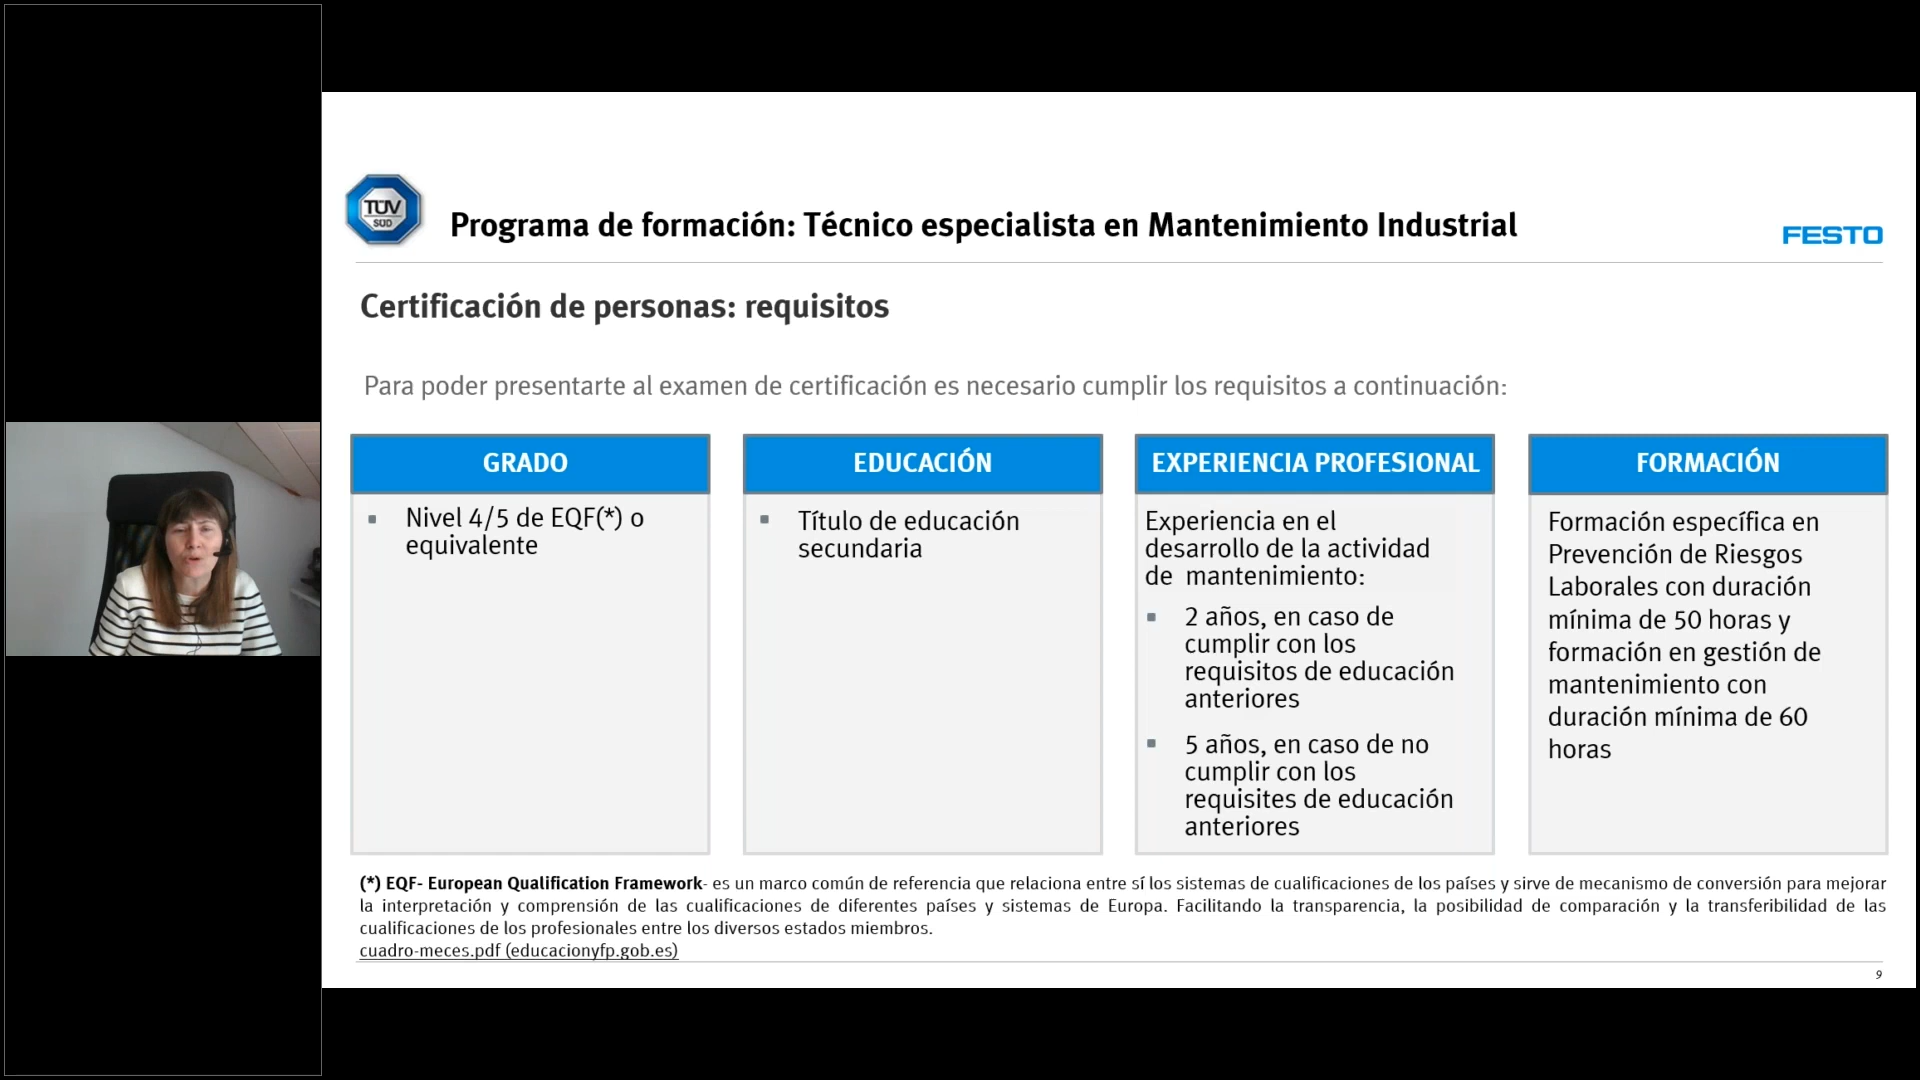 TÜV
SÜD
Programa de formación: Técnico especialista en Mantenimiento Industrial
FESTO
Certificación de personas: requisitos
Para poder presentarte al examen de certificación es necesario cumplir los requisitos a continuación:
GRADO
▪ Nivel 4/5 de EQF(*) o
equivalente
EDUCACIÓN
▪ Título de educación
secundaria
EXPERIENCIA PROFESIONAL
Experiencia en el
desarrollo de la actividad
de mantenimiento:
▪ 2 años, en caso de
cumplir con los
requisitos de educación
anteriores
▪ 5 años, en caso de no
cumplir con los
requisites de educación
anteriores
FORMACIÓN
Formación específica en
Prevención de Riesgos
Laborales con duración
mínima de 50 horas y
formación en gestión de
mantenimiento con
duración mínima de 60
horas
(*) EQF- European Qualification Framework- es un marco común de referencia que relaciona entre sí los sistemas de cualificaciones de los países y sirve de mecanismo de conversión para mejorar
la interpretación y comprensión de las cualificaciones de diferentes países y sistemas de Europa. Facilitando la transparencia, la posibilidad de comparación y la transferibilidad de las
cualificaciones de los profesionales entre los diversos estados miembros.
cuadro-meces.pdf (educacionyfp.gob.es)
9